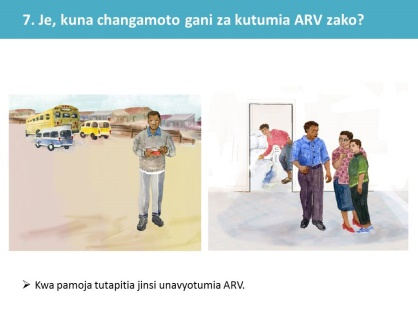 7. Je, kuna changamoto gani za kutumia ARV zako?
➢ Kwa pamoja tutapitia jinsi unavyotumia ARV.